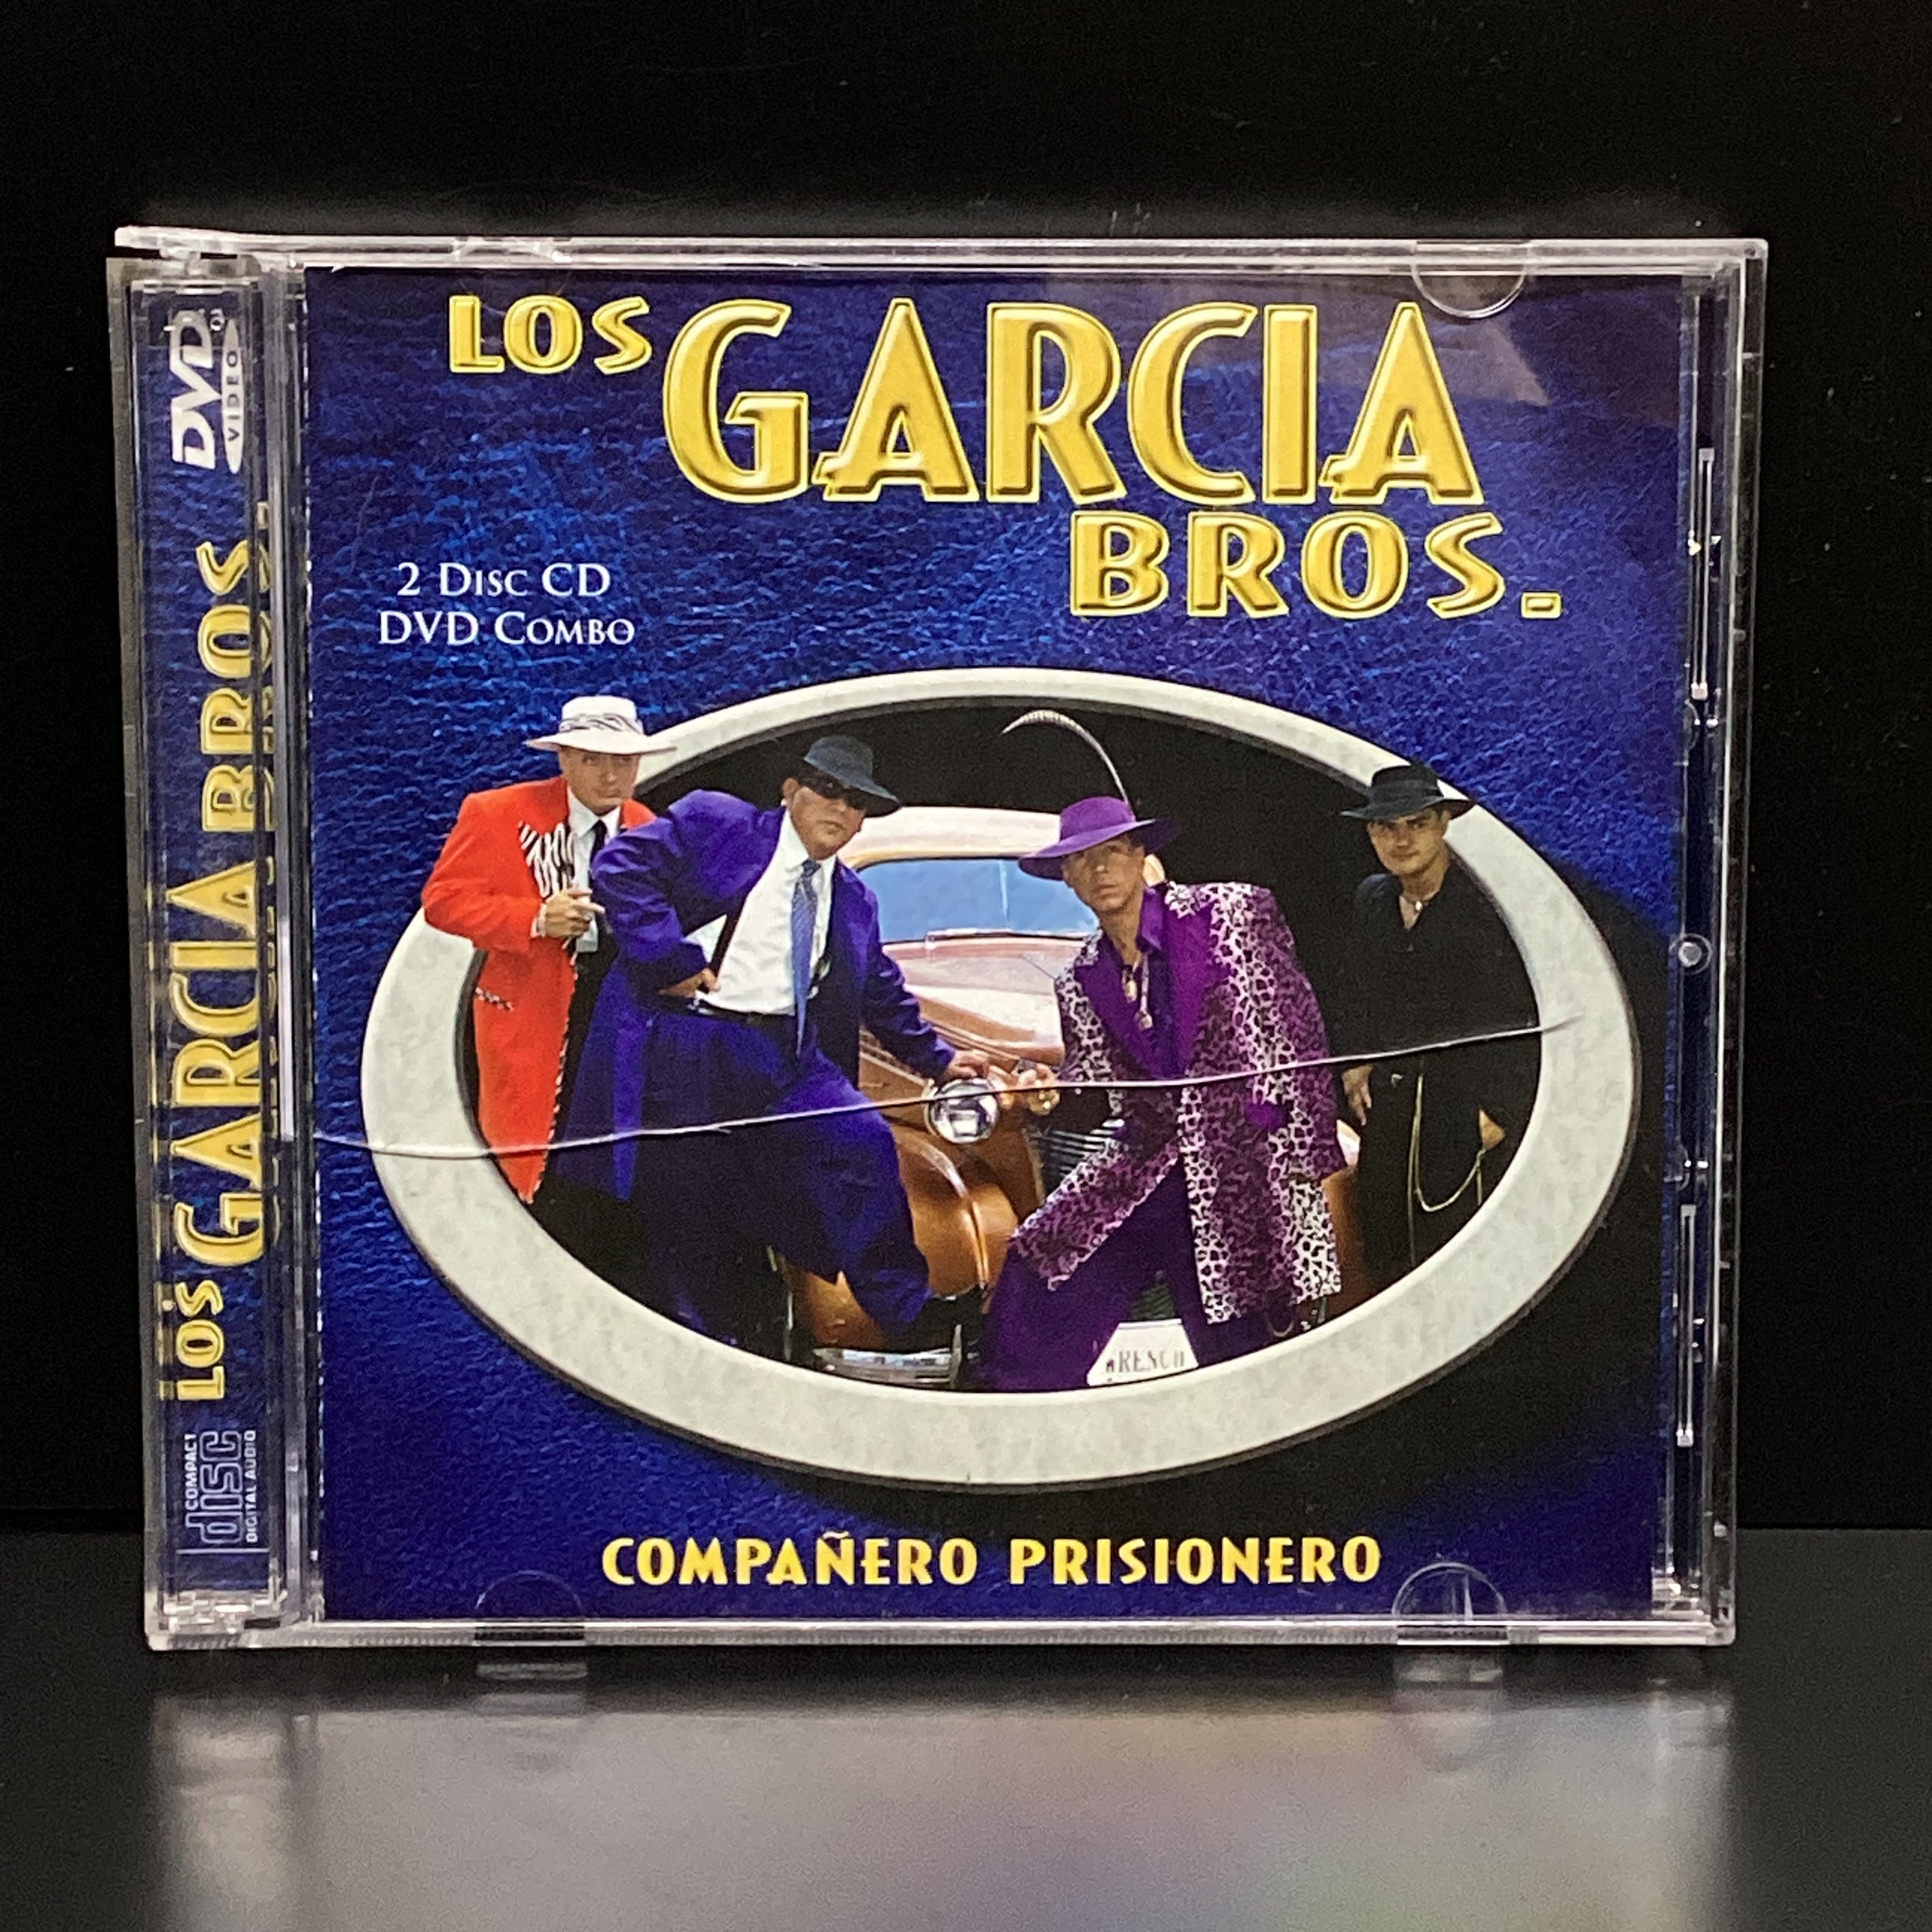 LOS GARCIA
BROS.
2 DISC CD
DVD COMBO
COMPAÑERO PRISIONERO
DVD
VIDEO
LOS GARCIA BROS.
COMPACT
disc
DIGITAL AUDIO